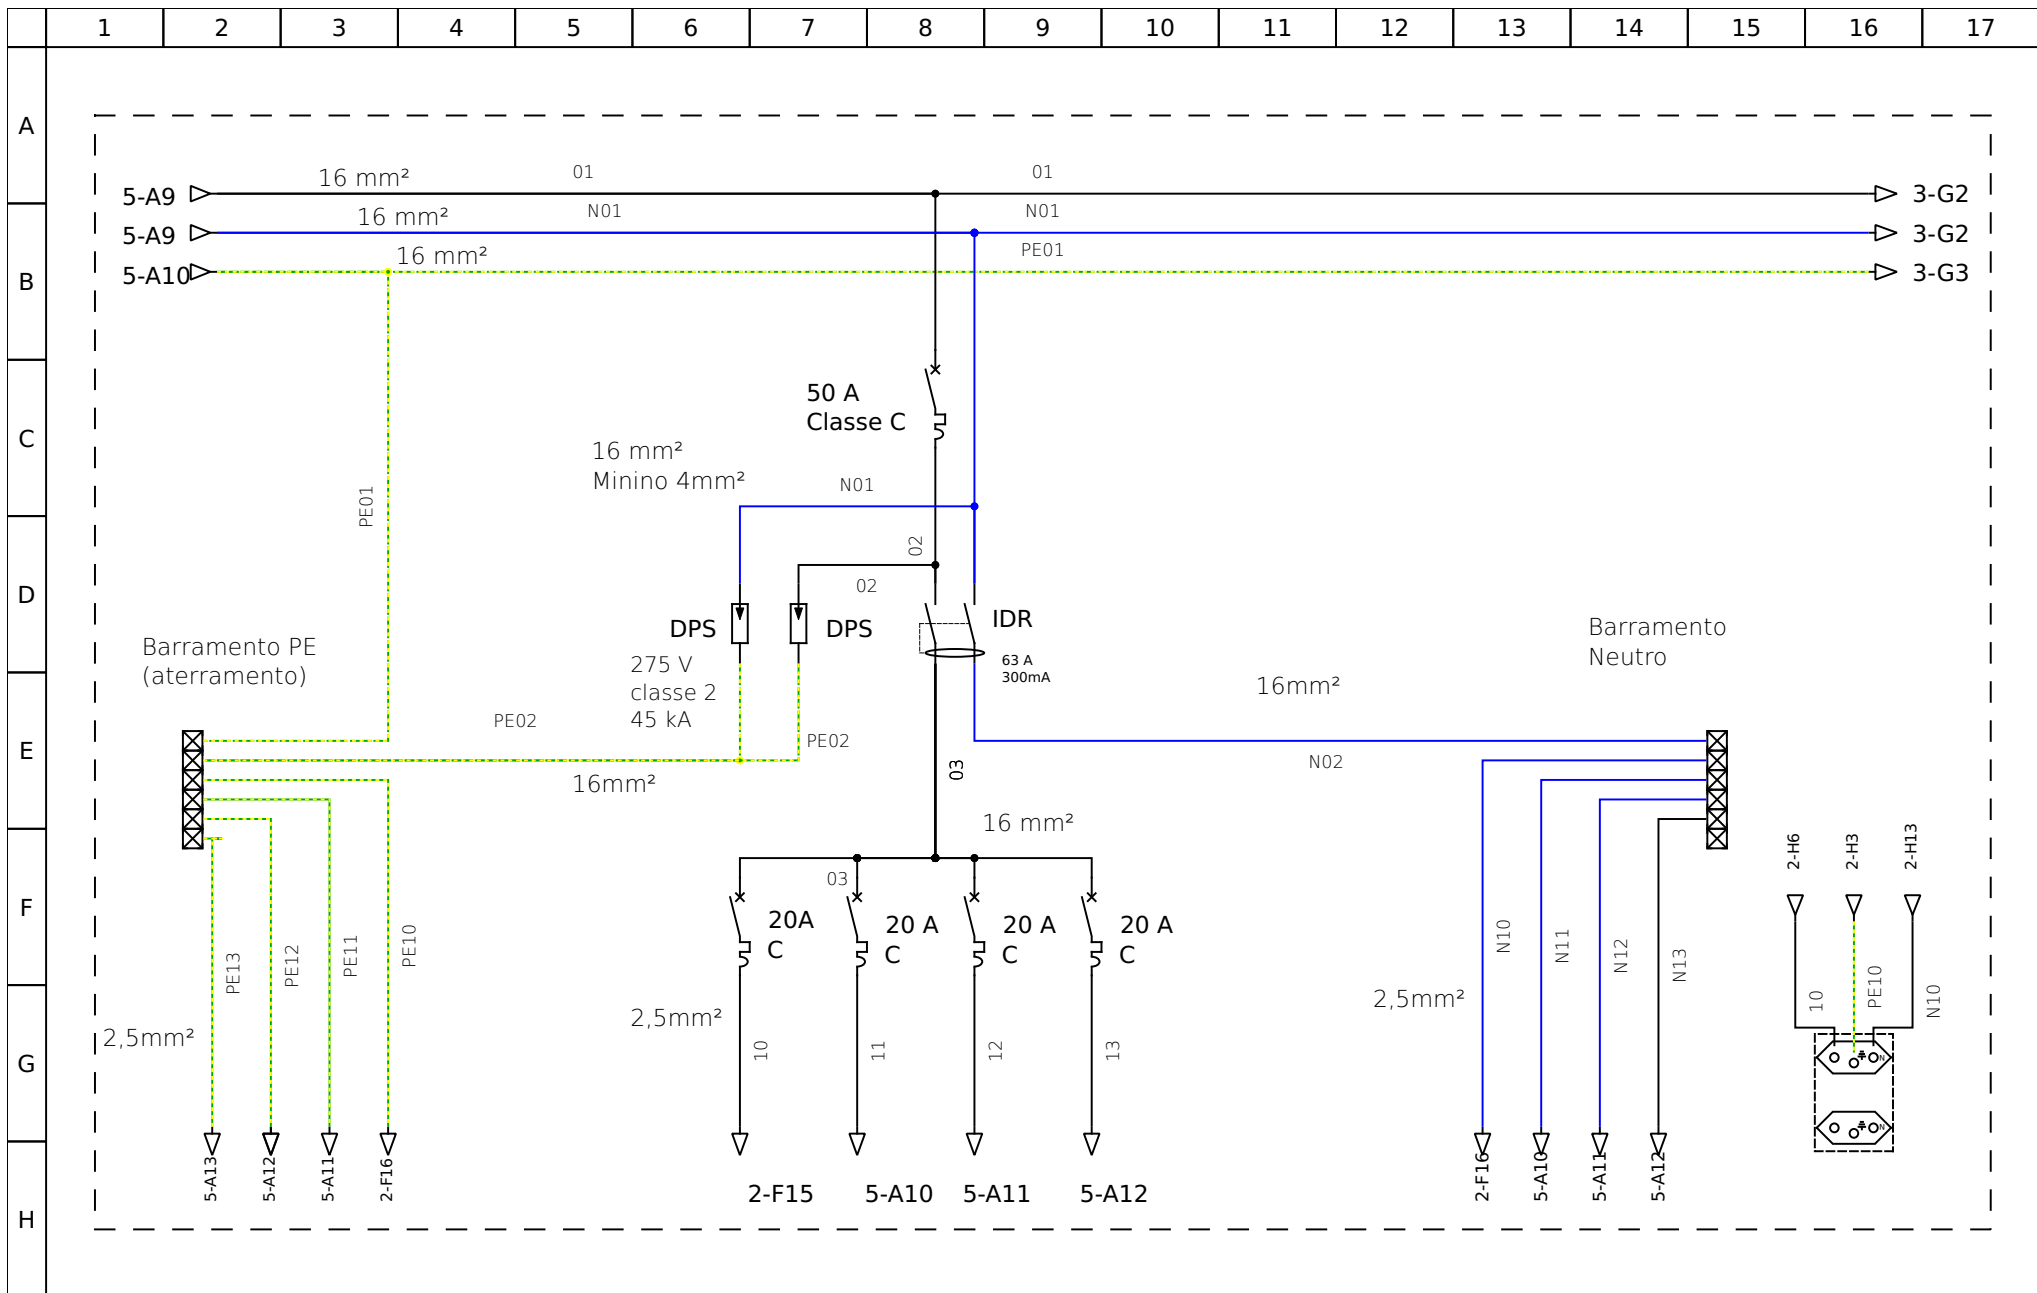 1 2 3 4 5 6 7 8 9 10 11 12 13 14 15 16 17
A
B
C
D
E
F
G
H
5-A9
16 mm²
01
01
3-G2
5-A9
16 mm²
N01
N01
3-G2
5-A10
16 mm²
PE01
3-G3
50 A
Classe C
16 mm²
Minino 4mm²
N01
PE01
02
02
DPS
DPS
IDR
63 A
300mA
275 V
classe 2
45 kA
Barramento PE
(aterramento)
Barramento
Neutro
16mm²
PE02
PE02
16mm²
03
N02
16 mm²
03
20A
C
20 A
C
20 A
C
20 A
C
2-H6
2-H3
2-H13
PE13
PE12
PE11
PE10
N10
N11
N12
N13
2,5mm²
2,5mm²
2,5mm²
10
11
12
13
10
PE10
N10
N
N
5-A13
5-A12
5-A11
2-F16
2-F15
5-A10
5-A11
5-A12
2-F16
5-A10
5-A11
5-A12